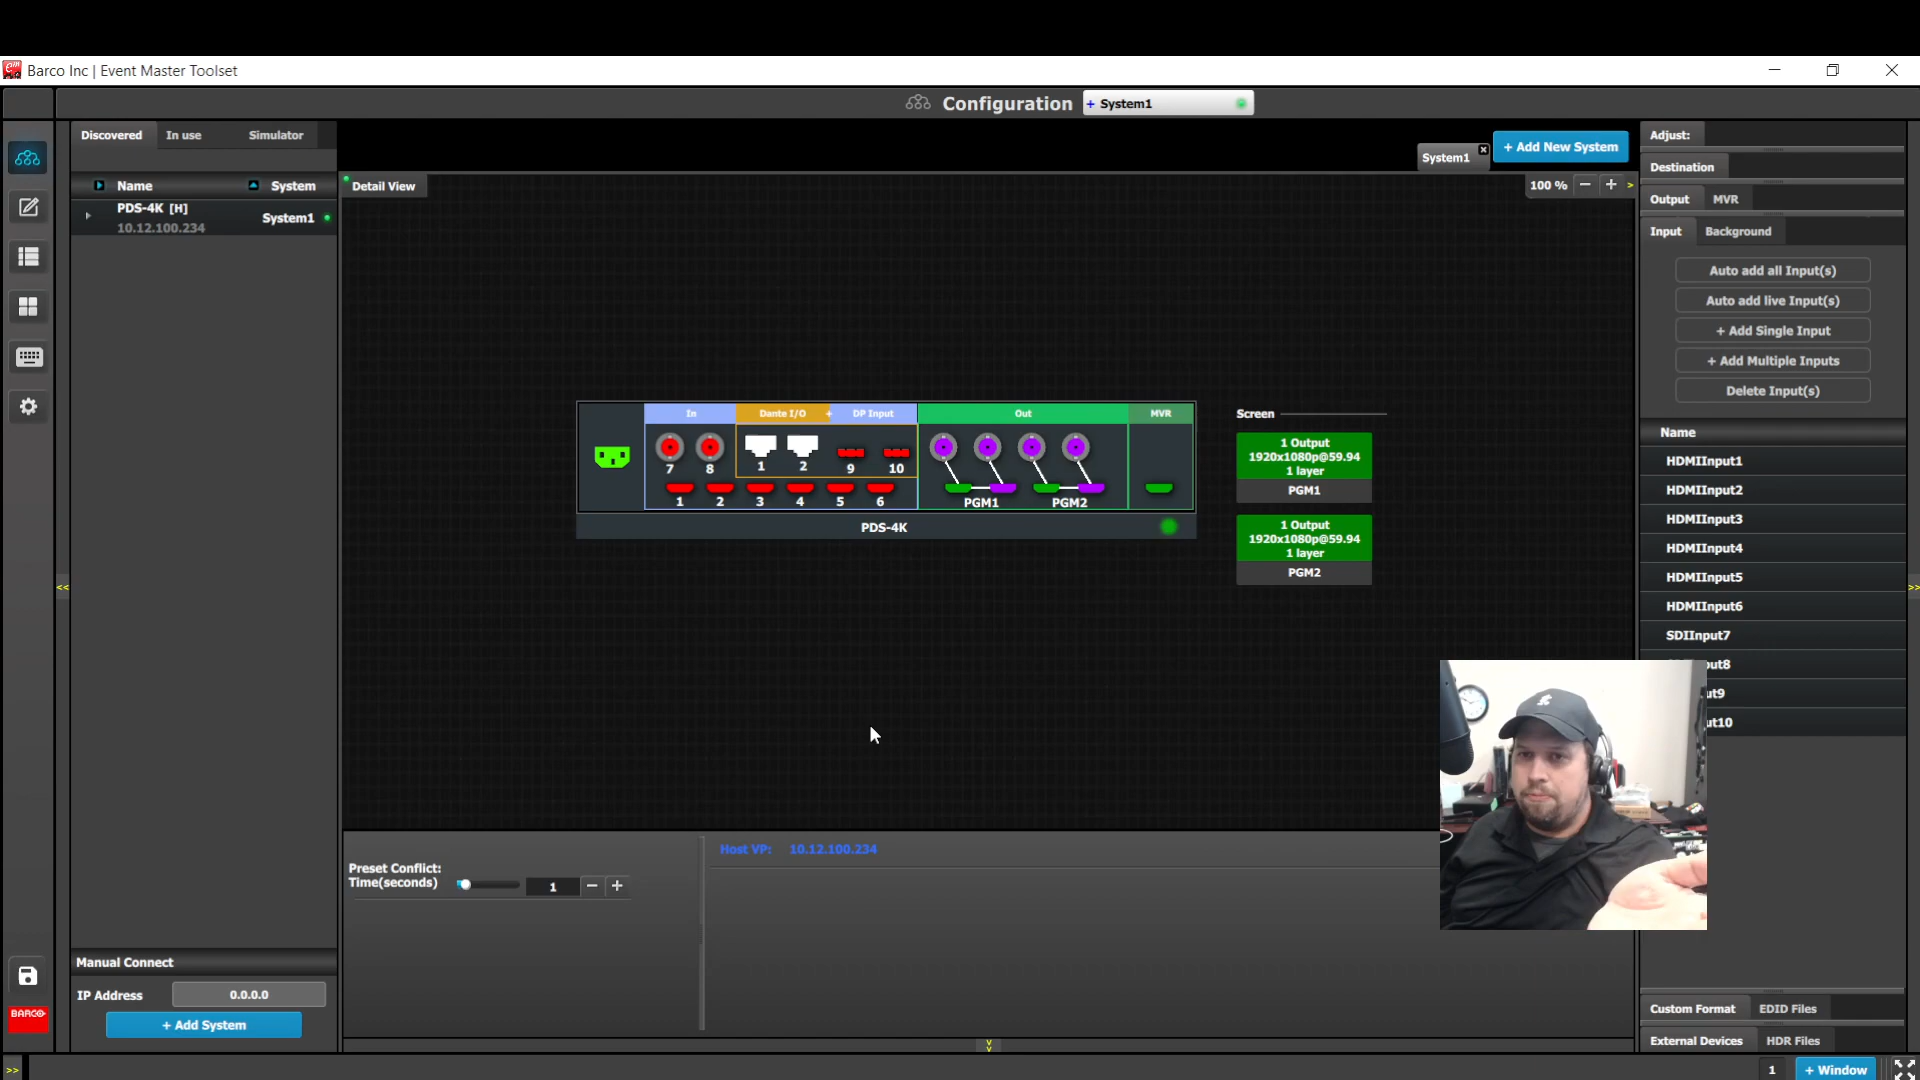 Barco Inc | Event Master Toolset
Configuration
+ System1
Discovered
In use
Simulator
Name
System
PDS-4K [H]
10.12.100.234
System1
Manual Connect
IP Address
0.0.0.0
+ Add System
BARCO
Detail View
System1
+ Add New System
100 %
In
Dante I/O
+
DP Input
Out
MVR
7
8
1
2
9
10
1
2
3
4
5
6
PGM1
PGM2
PDS-4K
Screen
1 Output
1920x1080p@59.94
1 layer
PGM1
1 Output
1920x1080p@59.94
1 layer
PGM2
Preset Conflict:
Time(seconds)
1
Host VP: 10.12.100.234
Adjust:
Destination
Output
MVR
Input
Background
Auto add all Input(s)
Auto add live Input(s)
+ Add Single Input
+ Add Multiple Inputs
Delete Input(s)
Name
HDMIInput1
HDMIInput2
HDMIInput3
HDMIInput4
HDMIInput5
HDMIInput6
SDIInput7
ut8
ut9
ut10
Custom Format
EDID Files
External Devices
HDR Files
1
+ Window